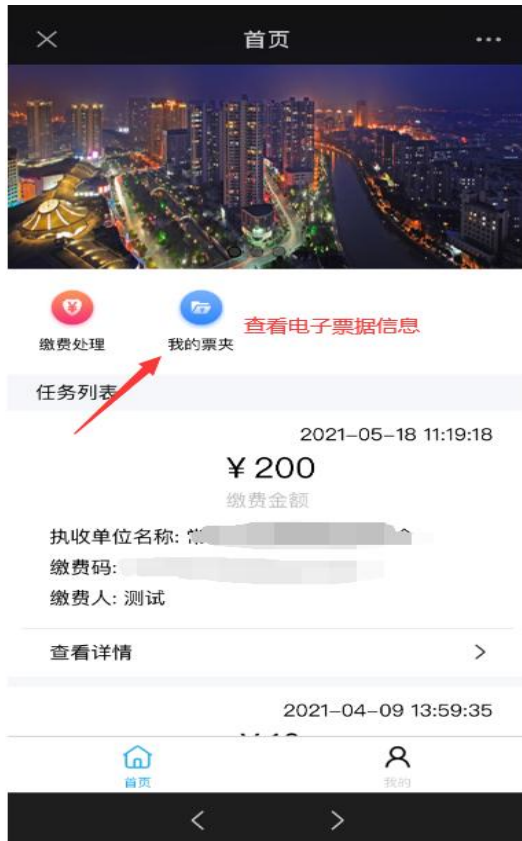 首页
查看电子票据信息
缴费处理
我的票夹
任务列表
2021-05-18 11:19:18
¥ 200
缴费金额
执收单位名称:
缴费码:
缴费人: 测试
查看详情
2021-04-09 13:59:35
首页
我的